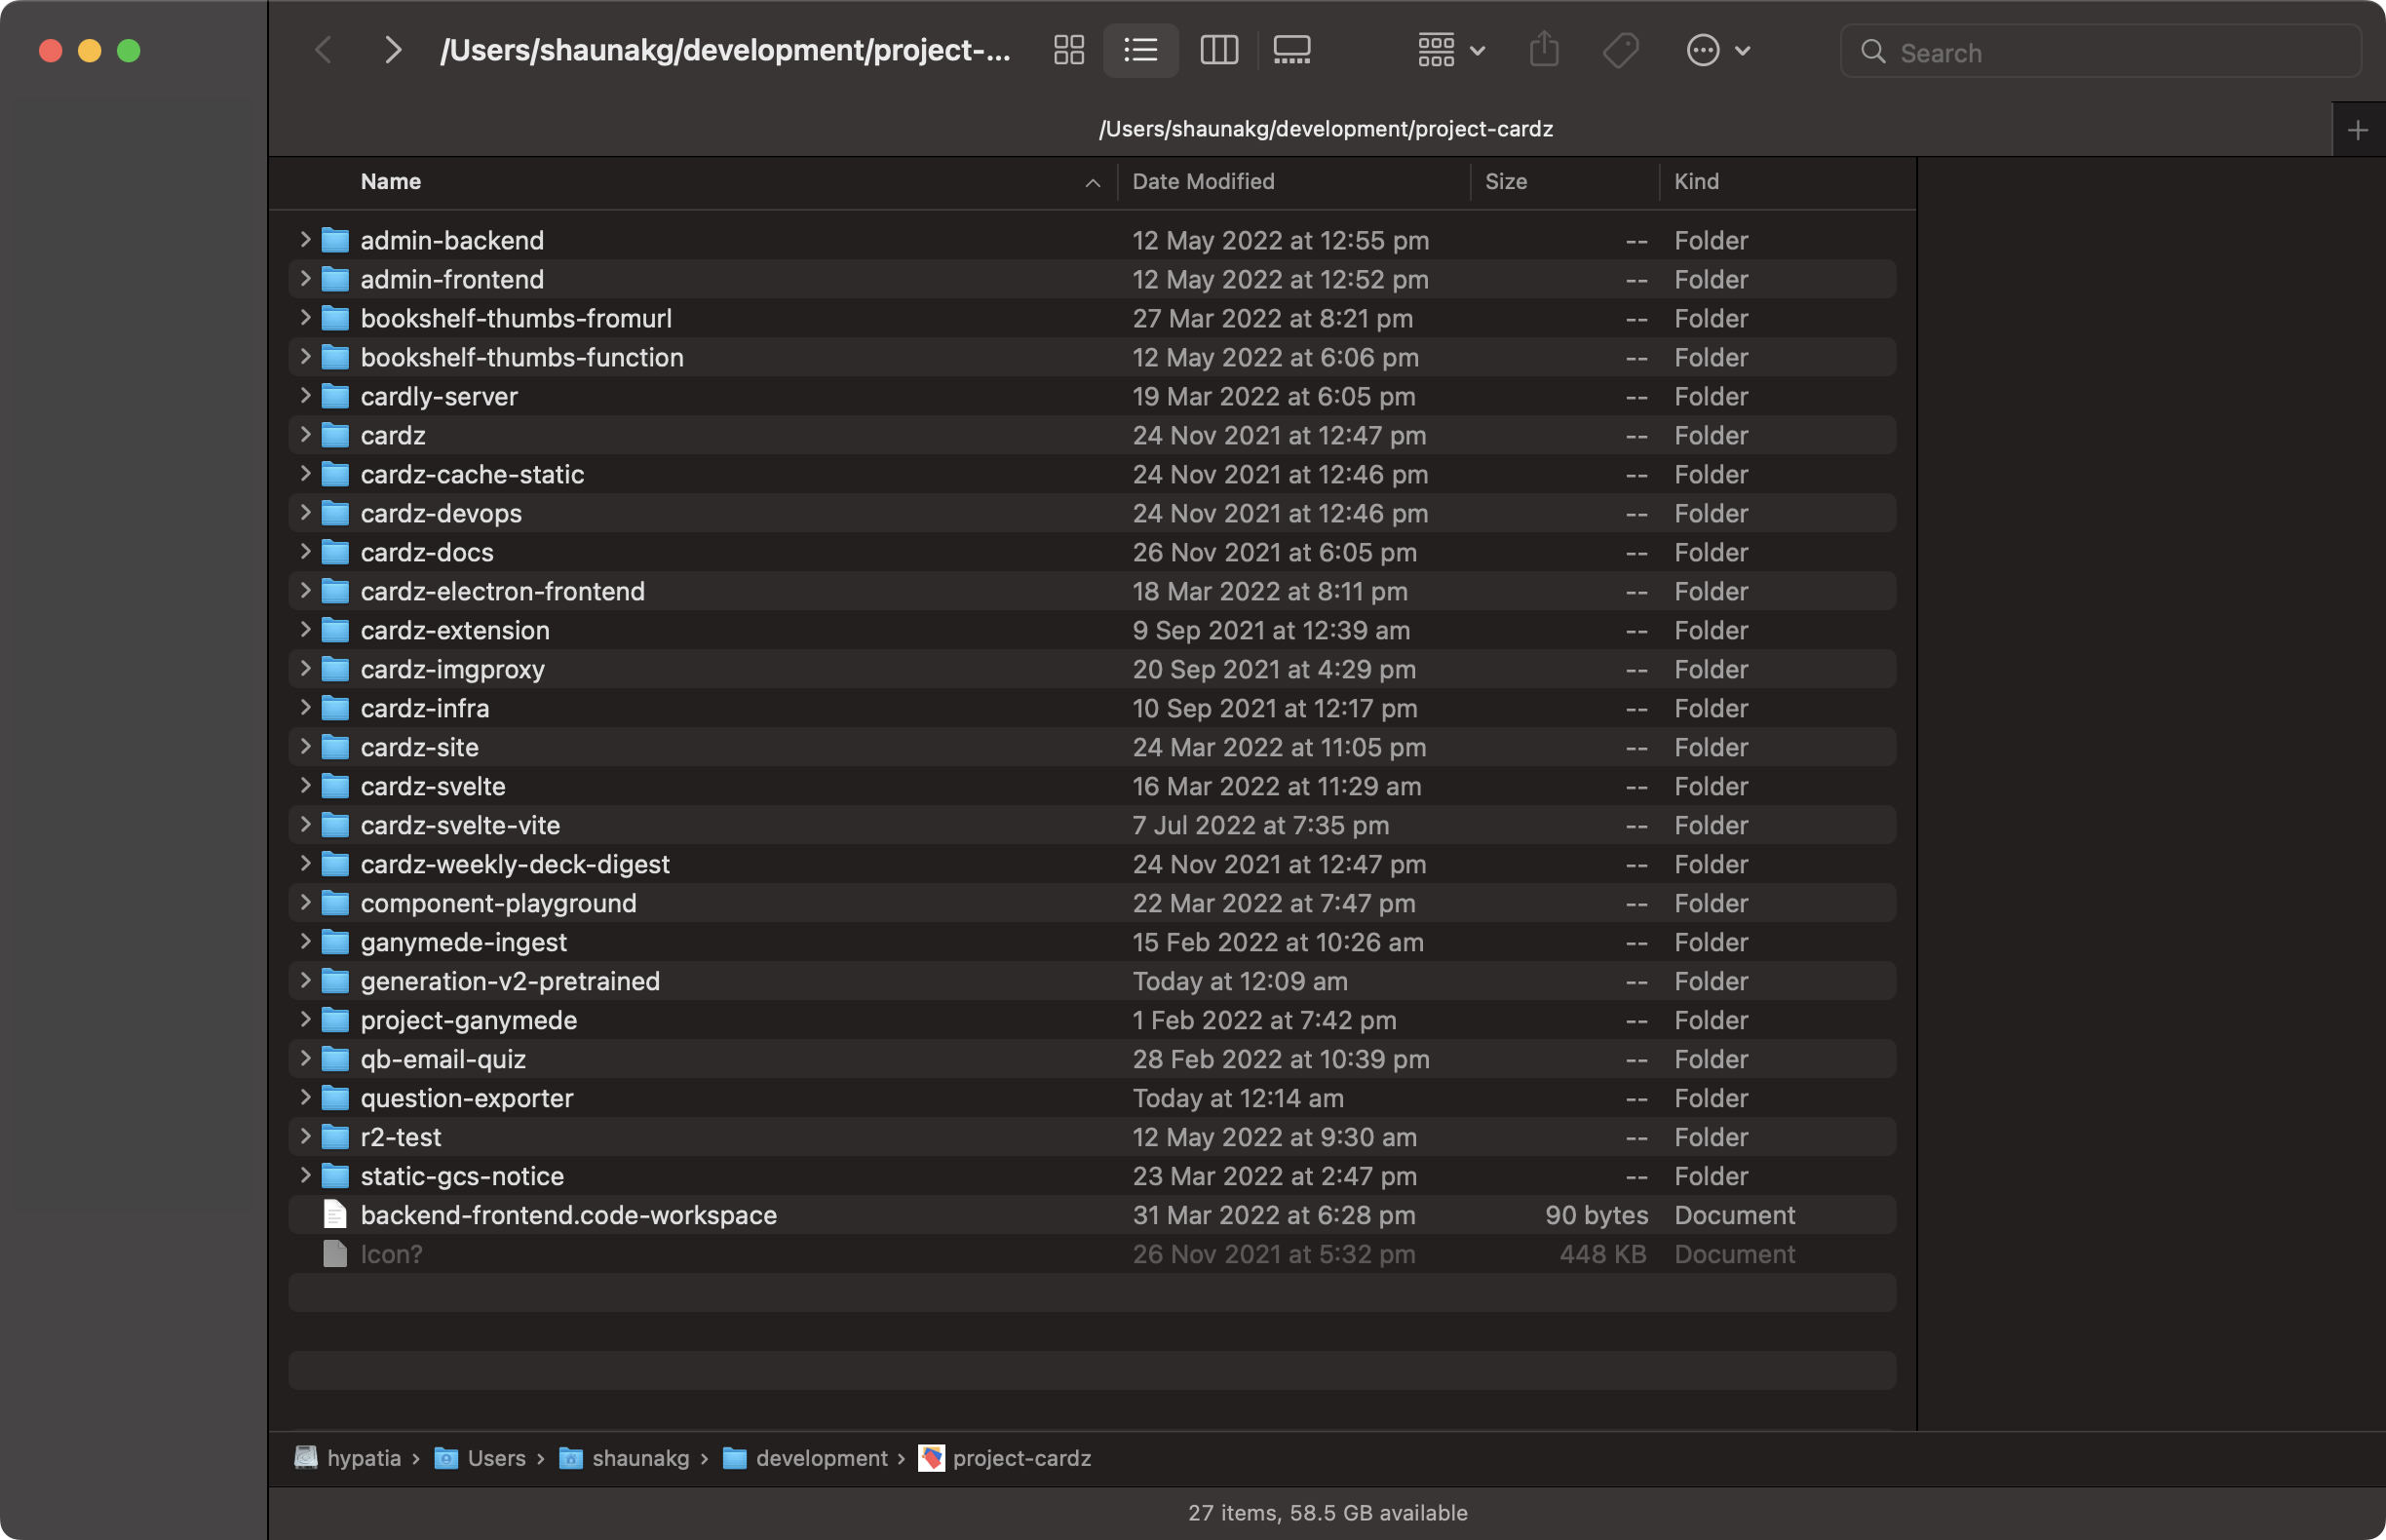 /Users/shaunakg/development/project-...
Search
/Users/shaunakg/development/project-cardz
Name Date Modified Size Kind
admin-backend 12 May 2022 at 12:55 pm -- Folder
admin-frontend 12 May 2022 at 12:52 pm -- Folder
bookshelf-thumbs-fromurl 27 Mar 2022 at 8:21 pm -- Folder
bookshelf-thumbs-function 12 May 2022 at 6:06 pm -- Folder
cardly-server 19 Mar 2022 at 6:05 pm -- Folder
cardz 24 Nov 2021 at 12:47 pm -- Folder
cardz-cache-static 24 Nov 2021 at 12:46 pm -- Folder
cardz-devops 24 Nov 2021 at 12:46 pm -- Folder
cardz-docs 26 Nov 2021 at 6:05 pm -- Folder
cardz-electron-frontend 18 Mar 2022 at 8:11 pm -- Folder
cardz-extension 9 Sep 2021 at 12:39 am -- Folder
cardz-imgproxy 20 Sep 2021 at 4:29 pm -- Folder
cardz-infra 10 Sep 2021 at 12:17 pm -- Folder
cardz-site 24 Mar 2022 at 11:05 pm -- Folder
cardz-svelte 16 Mar 2022 at 11:29 am -- Folder
cardz-svelte-vite 7 Jul 2022 at 7:35 pm -- Folder
cardz-weekly-deck-digest 24 Nov 2021 at 12:47 pm -- Folder
component-playground 22 Mar 2022 at 7:47 pm -- Folder
ganymede-ingest 15 Feb 2022 at 10:26 am -- Folder
generation-v2-pretrained Today at 12:09 am -- Folder
project-ganymede 1 Feb 2022 at 7:42 pm -- Folder
qb-email-quiz 28 Feb 2022 at 10:39 pm -- Folder
question-exporter Today at 12:14 am -- Folder
r2-test 12 May 2022 at 9:30 am -- Folder
static-gcs-notice 23 Mar 2022 at 2:47 pm -- Folder
backend-frontend.code-workspace 31 Mar 2022 at 6:28 pm 90 bytes Document
Icon? 26 Nov 2021 at 5:32 pm 448 KB Document
hypatia › Users › shaunakg › development › project-cardz
27 items, 58.5 GB available